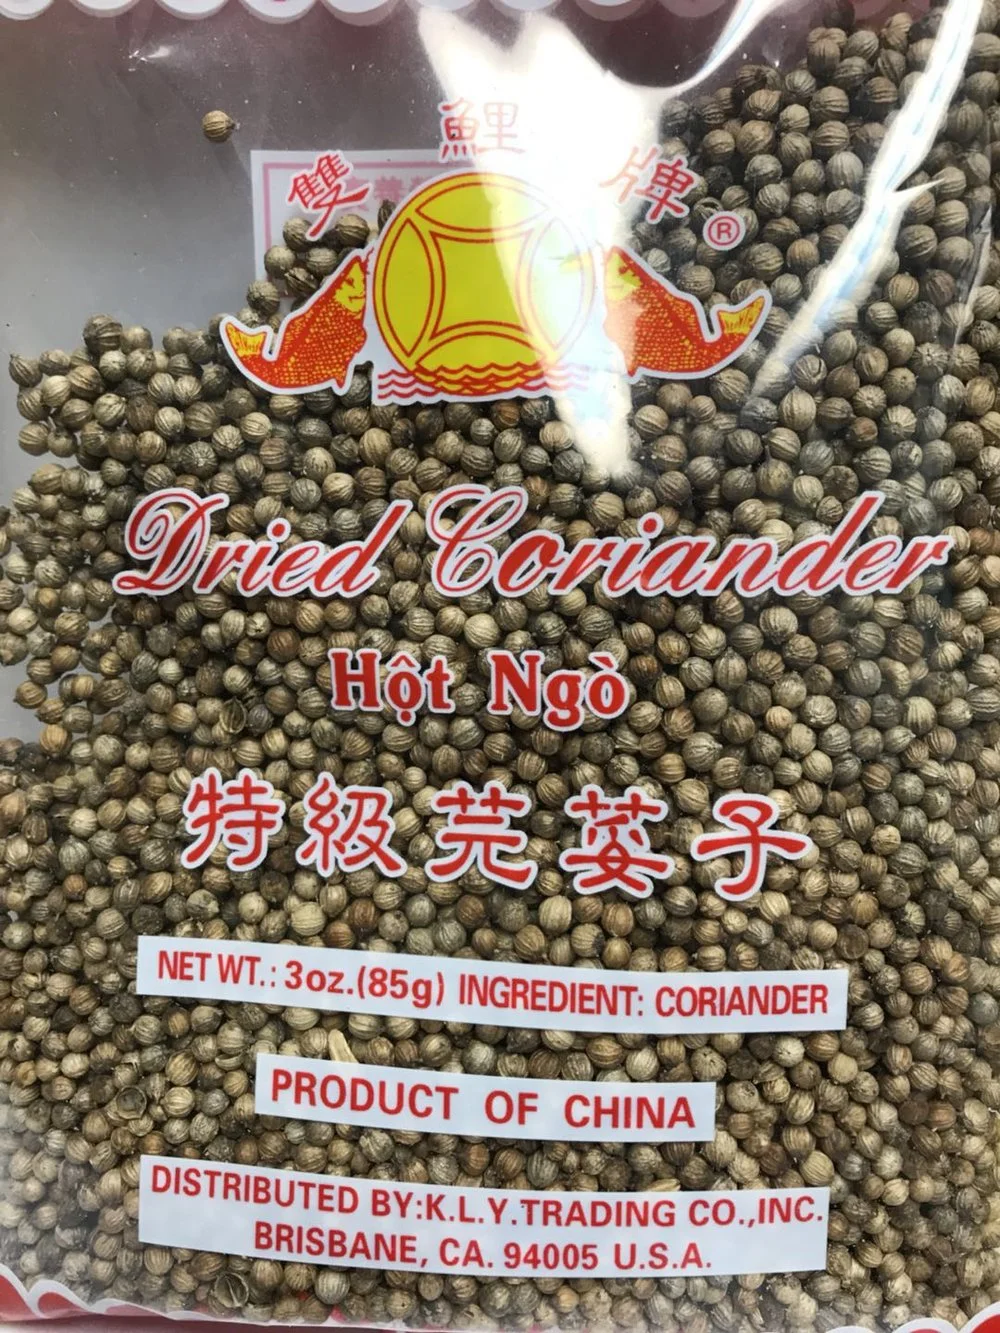 雙鯉牌®
Dried Coriander
Hột Ngò
特級芫荽子
NET WT.: 3oz.(85g) INGREDIENT: CORIANDER
PRODUCT OF CHINA
DISTRIBUTED BY:K.L.Y.TRADING CO.,INC.
BRISBANE, CA. 94005 U.S.A.